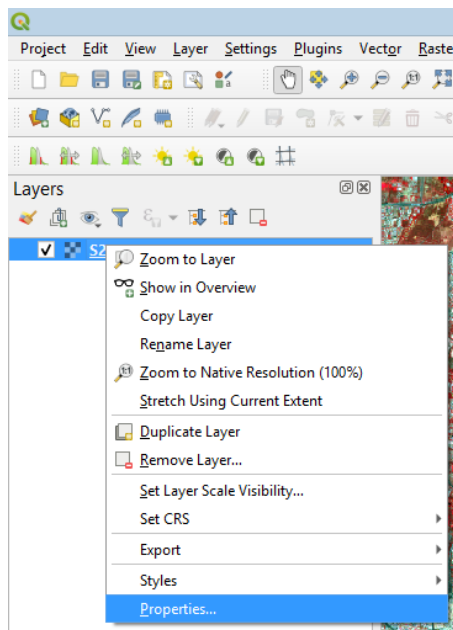 Project Edit View Layer Settings Plugins Vector Raste
Layers
S2
Zoom to Layer
Show in Overview
Copy Layer
Rename Layer
Zoom to Native Resolution (100%)
Stretch Using Current Extent
Duplicate Layer
Remove Layer...
Set Layer Scale Visibility...
Set CRS
Export
Styles
Properties...